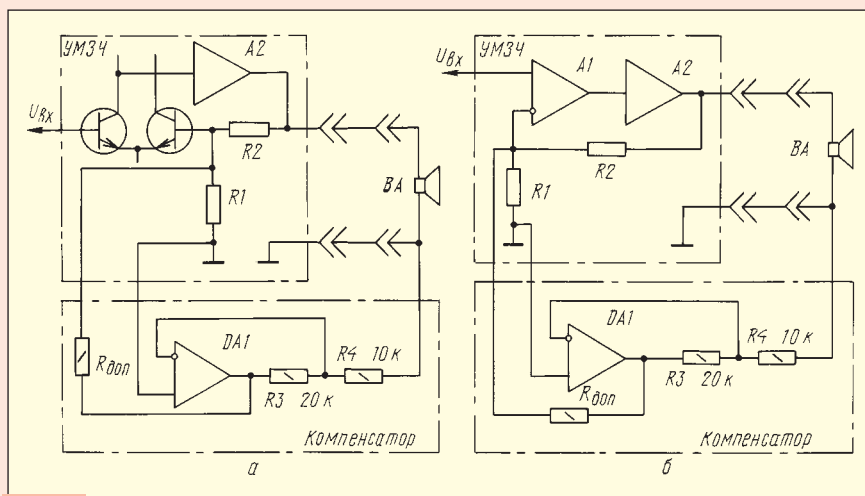 УМЗЧ
A2
Uвх
R2
R1
BA
DA1
R4 10 к
Rдоп
R3 20 к
Компенсатор
а
УМЗЧ
Uвх
A1
A2
R2
R1
BA
DA1
R4 10 к
R3 20 к
Rдоп
Компенсатор
б